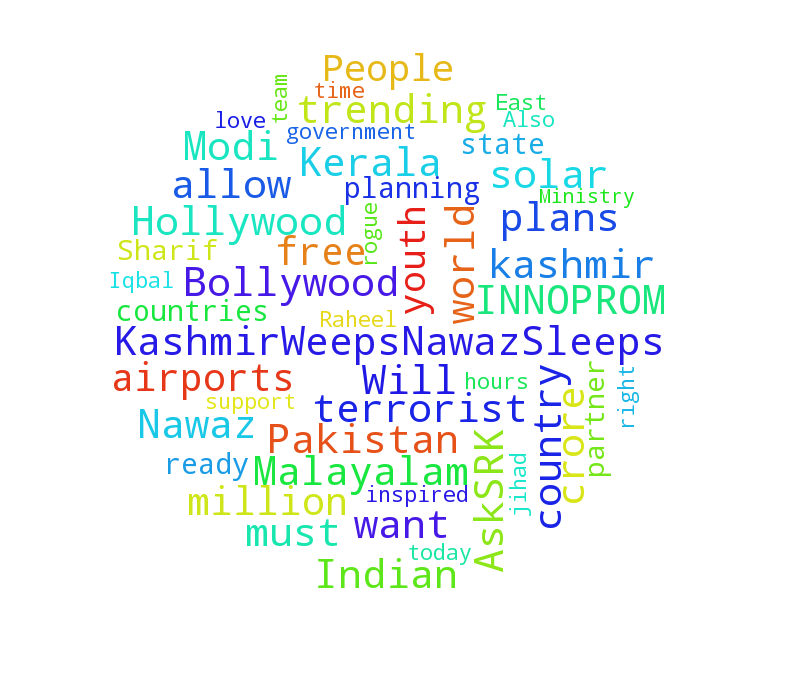 People
team
time
trending
East
love
government
Also
Modi
Kerala
state
allow
planning
solar
Ministry
Hollywood
rogue
youth
world
plans
Sharif
free
kashmir
Iqbal
Bollywood
INNOPROM
countries
Raheel
KashmirWeepsNawazSleeps
airports
Will
hours
country
partner
right
support
terrorist
crore
Nawaz
Pakistan
AskSRK
ready
Malayalam
jihad
million
inspired
must
want
today
Indian